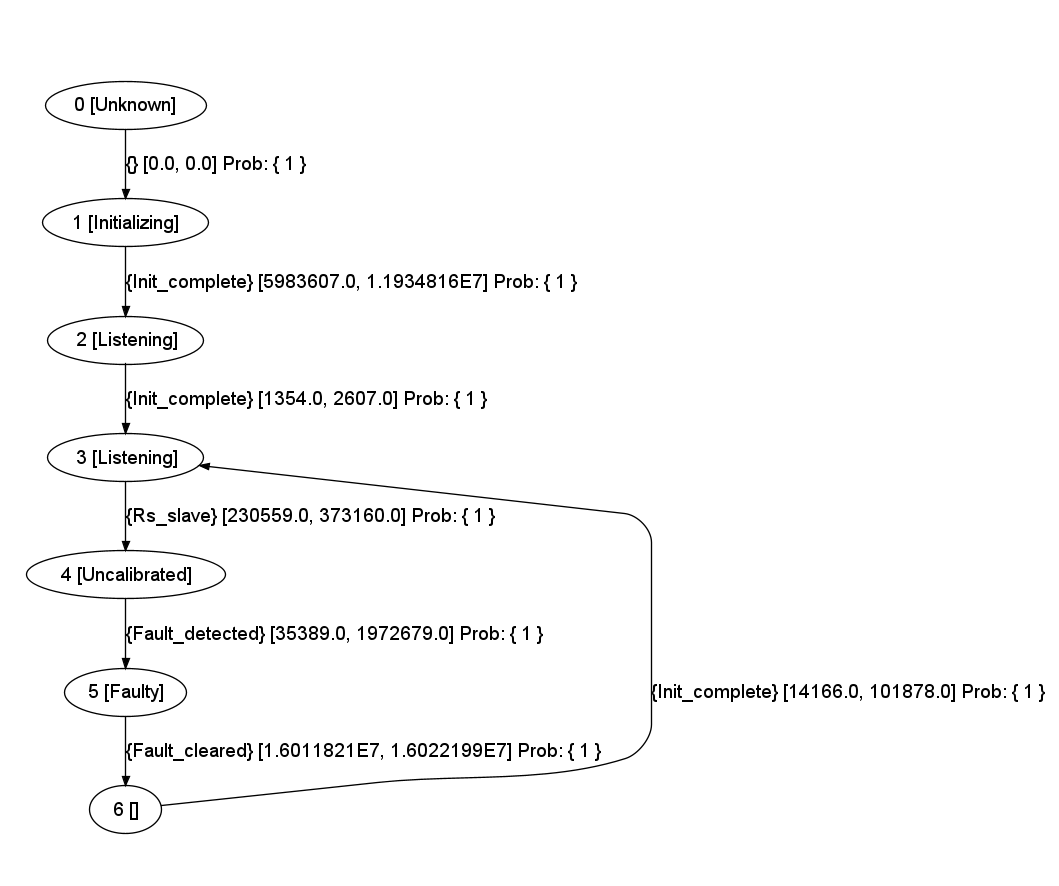 0 [Unknown]
{} [0.0, 0.0] Prob: { 1 }
1 [Initializing]
{Init_complete} [5983607.0, 1.1934816E7] Prob: { 1 }
2 [Listening]
{Init_complete} [1354.0, 2607.0] Prob: { 1 }
3 [Listening]
{Rs_slave} [230559.0, 373160.0] Prob: { 1 }
4 [Uncalibrated]
{Fault_detected} [35389.0, 1972679.0] Prob: { 1 }
5 [Faulty]
{Init_complete} [14166.0, 101878.0] Prob: { 1 }
{Fault_cleared} [1.6011821E7, 1.6022199E7] Prob: { 1 }
6 []